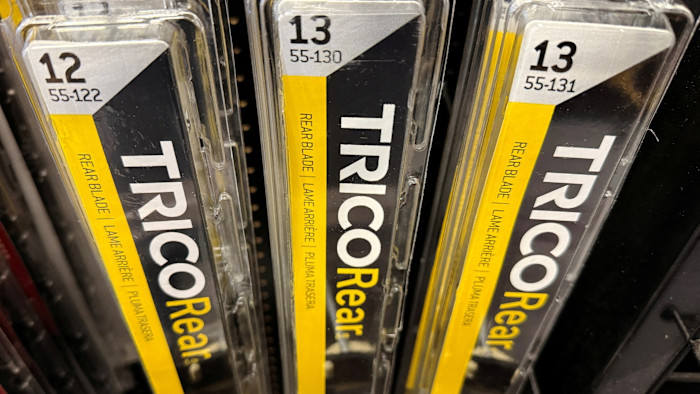 12
55-122
REAR BLADE | LAME ARRIÈRE | PLUMA TRASERA
TRICO Rear
13
55-130
REAR BLADE | LAME ARRIÈRE | PLUMA TRASERA
TRICO Rear
13
55-131
REAR BLADE | LAME ARRIÈRE | PLUMA TRASERA
TRICO Rear